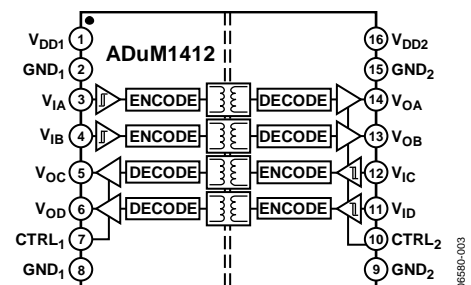 ADuM1412
VDD1 1 16 VDD2
GND1 2 15 GND2
VIA 3 ENCODE DECODE 14 VOA
VIB 4 ENCODE DECODE 13 VOB
VOC 5 DECODE ENCODE 12 VIC
VOD 6 DECODE ENCODE 11 VID
CTRL1 7 10 CTRL2
GND1 8 9 GND2
06580-003